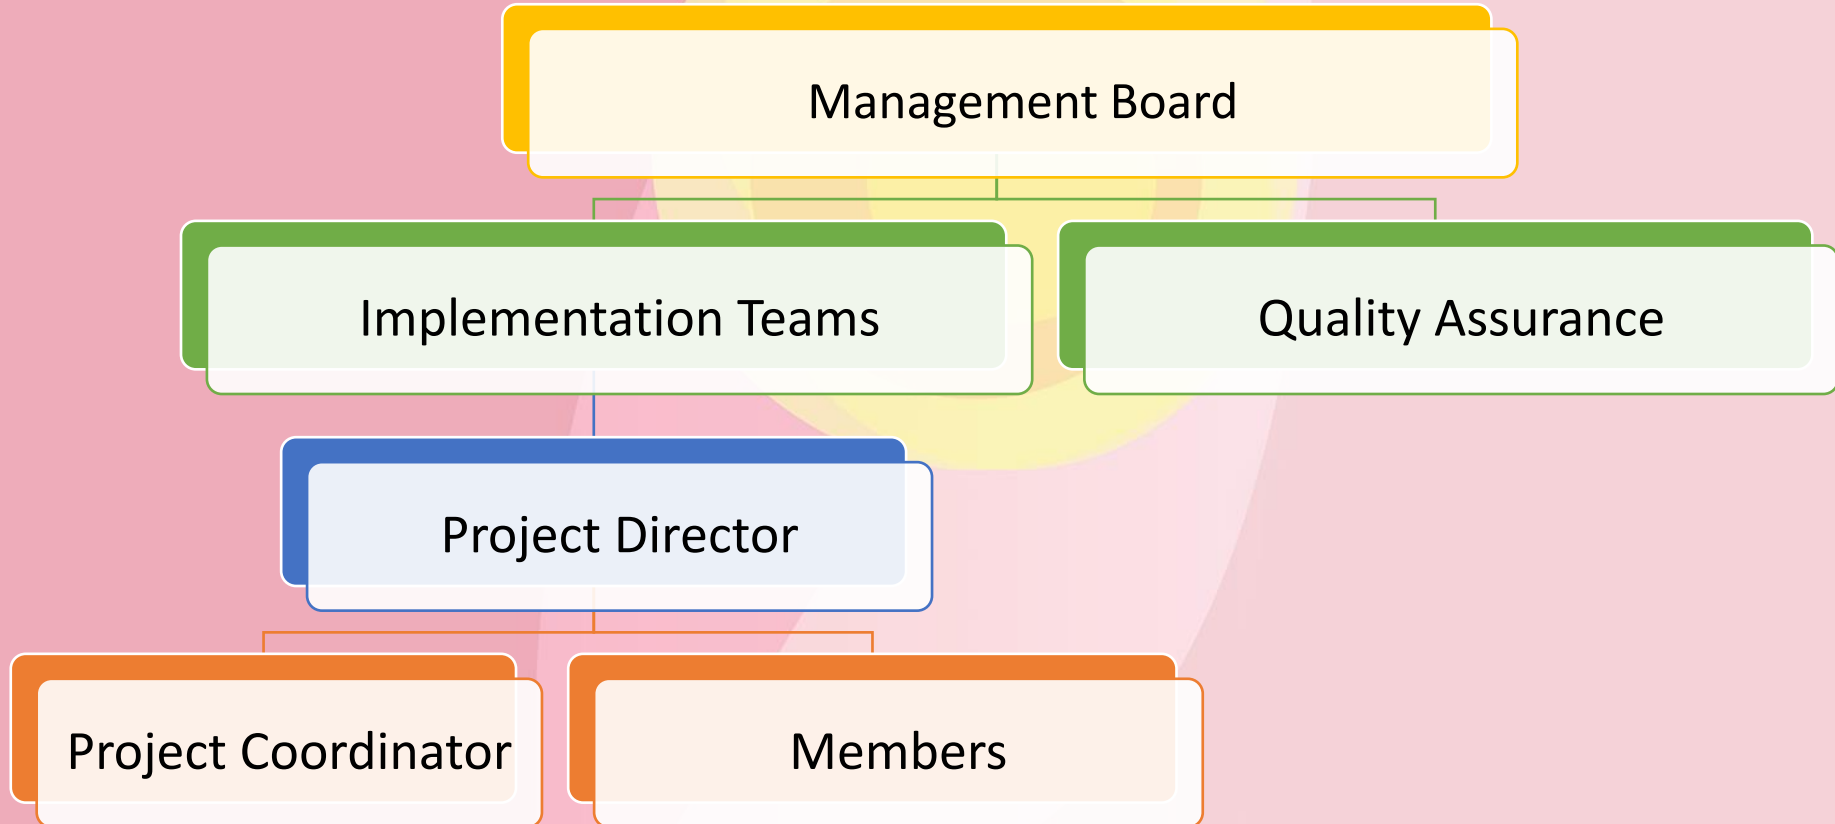 Management Board
Implementation Teams
Quality Assurance
Project Director
Project Coordinator
Members